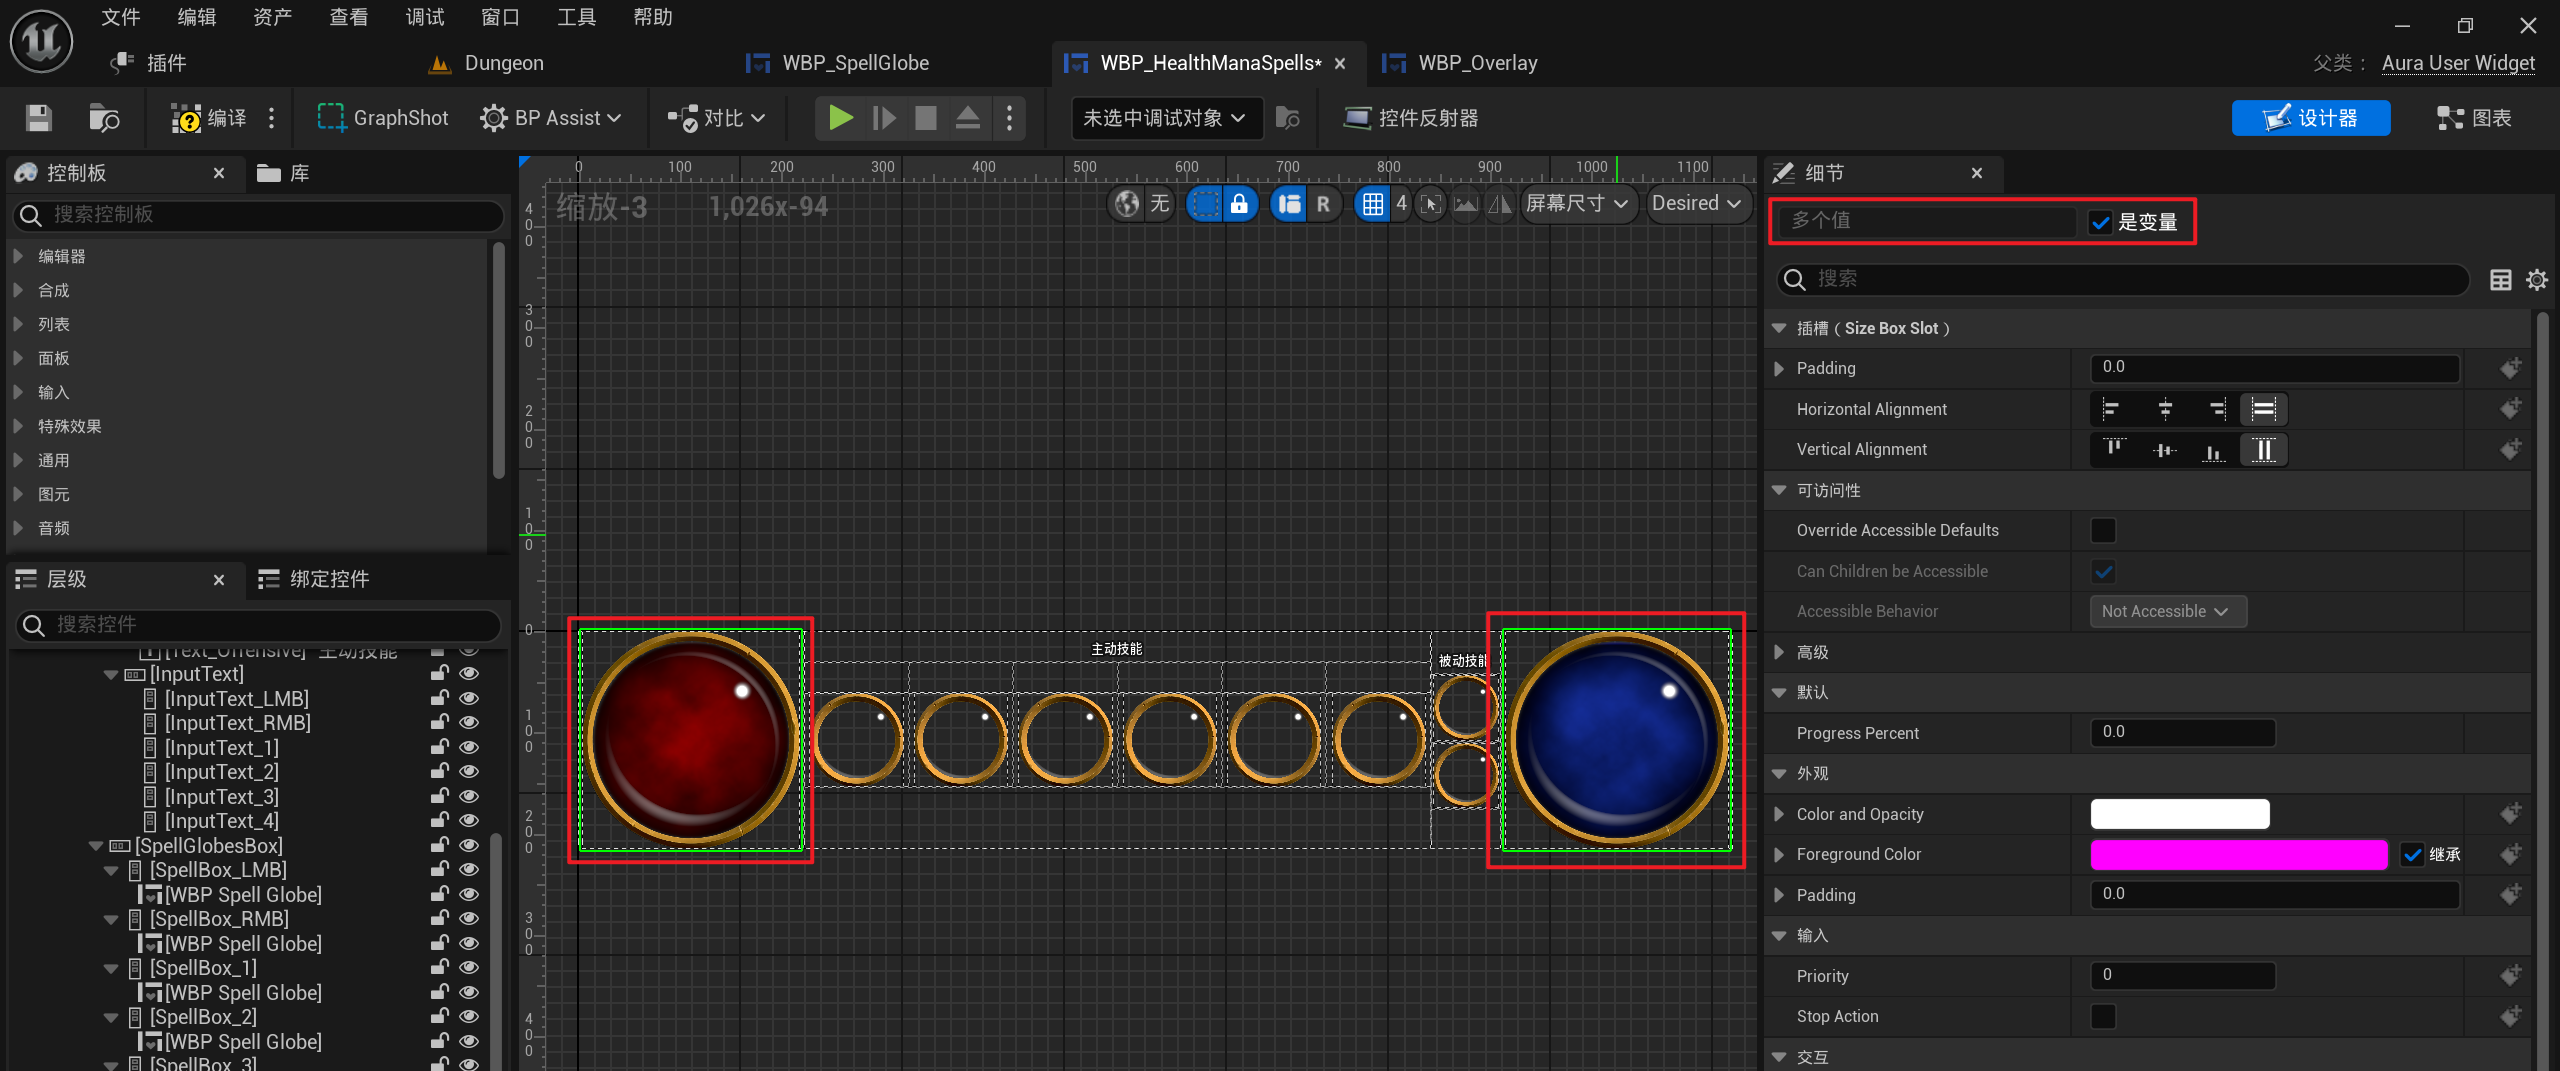 文件 编辑 资产 查看 调试 窗口 工具 帮助
插件 Dungeon WBP_SpellGlobe WBP_HealthManaSpells* WBP_Overlay 父类： Aura User Widget
编译 GraphShot BP Assist 对比 未选中调试对象 控件反射器 设计器 图表
控制板 库
搜索控制板
编辑器
合成
列表
面板
输入
特殊效果
通用
图元
音频
层级 绑定控件
搜索控件
[Text_Offensive] "主动技能"
[InputText]
[InputText_LMB]
[InputText_RMB]
[InputText_1]
[InputText_2]
[InputText_3]
[InputText_4]
[SpellGlobesBox]
[SpellBox_LMB]
[WBP Spell Globe]
[SpellBox_RMB]
[WBP Spell Globe]
[SpellBox_1]
[WBP Spell Globe]
[SpellBox_2]
[WBP Spell Globe]
[SpellBox_3]
0 100 200 300 400 500 600 700 800 900 1000 1100
缩放-3 1,026x-94 无 R 4 屏幕尺寸 Desired
400
300
200
100
0
100
200
300
400
主动技能
被动技能
细节
多个值 是变量
搜索
插槽（Size Box Slot）
Padding 0.0
Horizontal Alignment
Vertical Alignment
可访问性
Override Accessible Defaults
Can Children be Accessible
Accessible Behavior Not Accessible
高级
默认
Progress Percent 0.0
外观
Color and Opacity
Foreground Color 继承
Padding 0.0
输入
Priority 0
Stop Action
交互